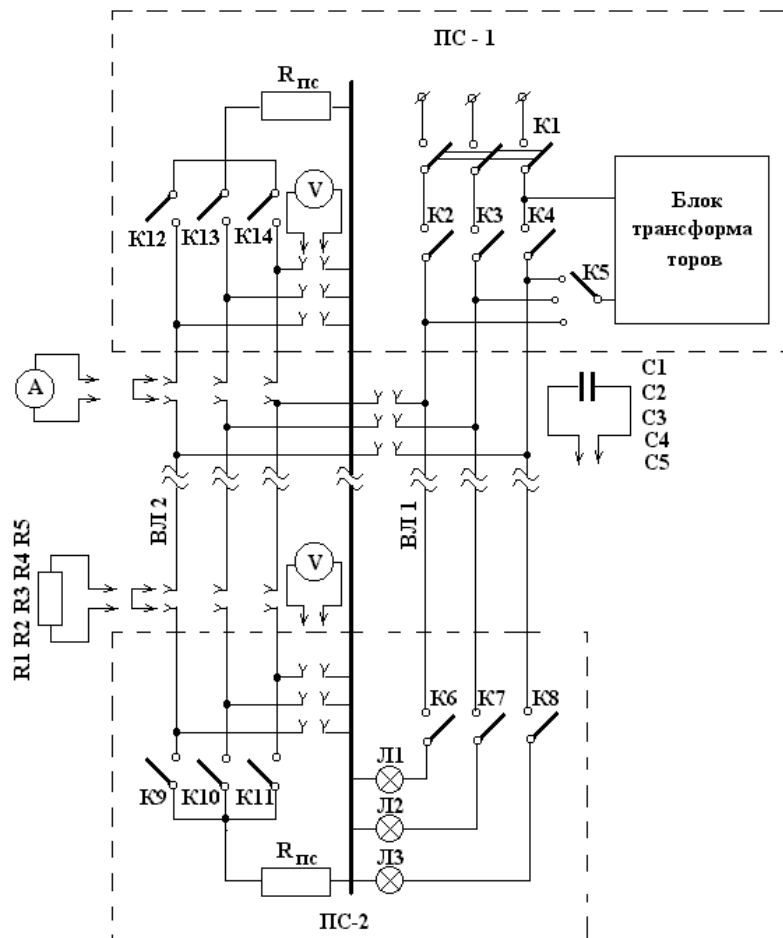 ПС - 1
Rпс
К1
V
К12
К13
К14
К2
К3
К4
К5
Блок
трансформа
торов
A
C1
C2
C3
C4
C5
ВЛ 2
ВЛ 1
V
R1 R2 R3 R4 R5
К6
К7
К8
К9
К10
К11
Л1
Л2
Л3
Rпс
ПС-2